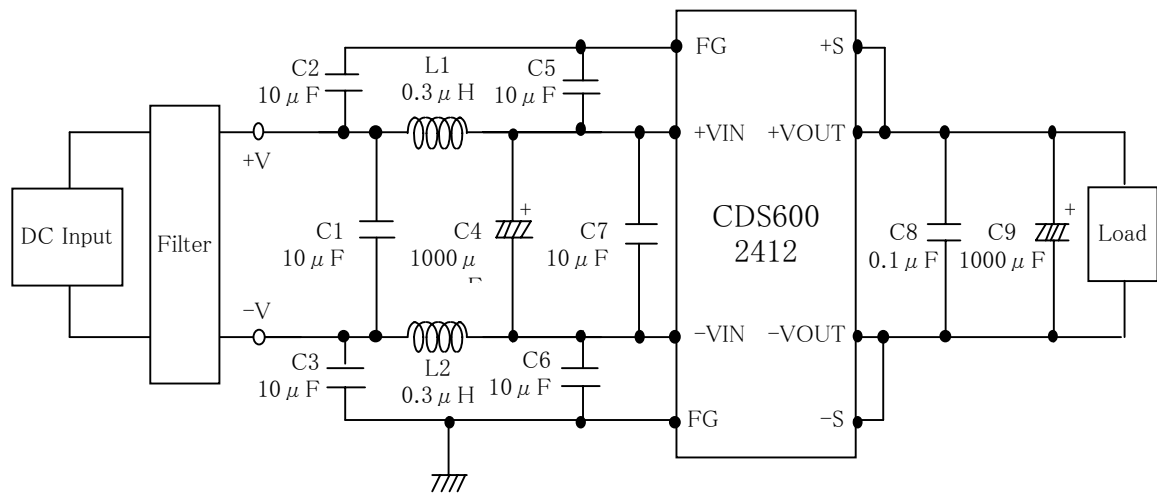 FG
+S
C2
10μF
L1
0.3μH
C5
10μF
+VIN
+VOUT
+V
DC Input
Filter
C1
10μF
C4
1000μ
+
C7
10μF
CDS600
2412
C8
0.1μF
C9
1000μF
+
Load
−V
−VIN
−VOUT
C3
10μF
L2
0.3μH
C6
10μF
FG
−S